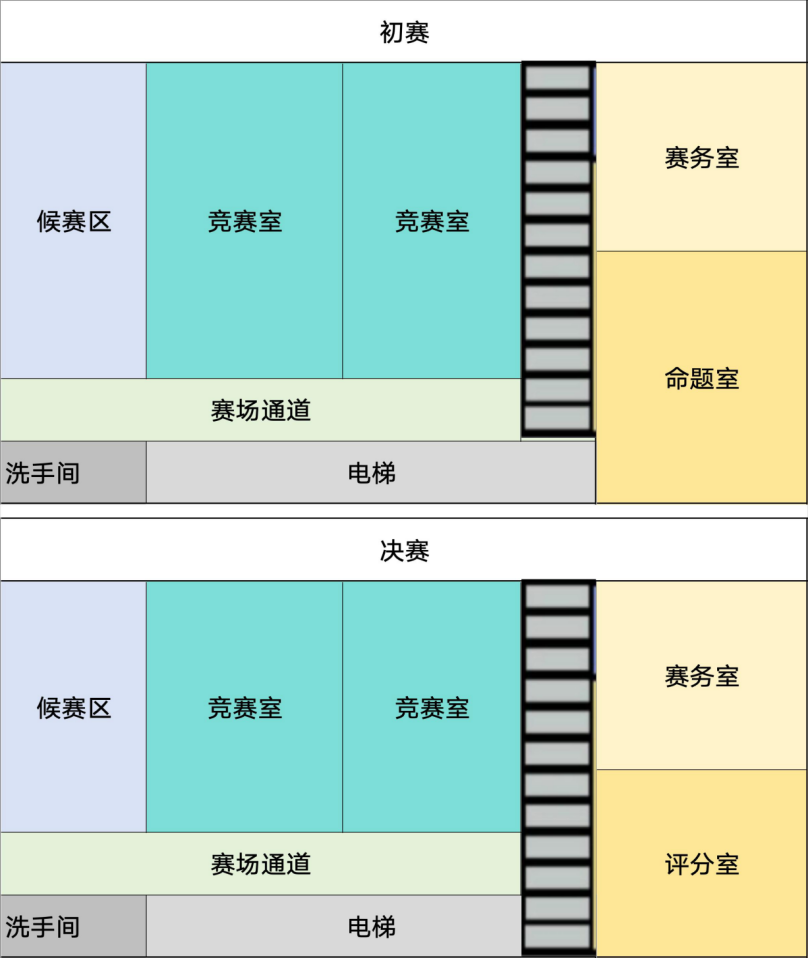 初赛
候赛区
竞赛室
竞赛室
赛务室
命题室
赛场通道
洗手间
电梯
决赛
候赛区
竞赛室
竞赛室
赛务室
评分室
赛场通道
洗手间
电梯